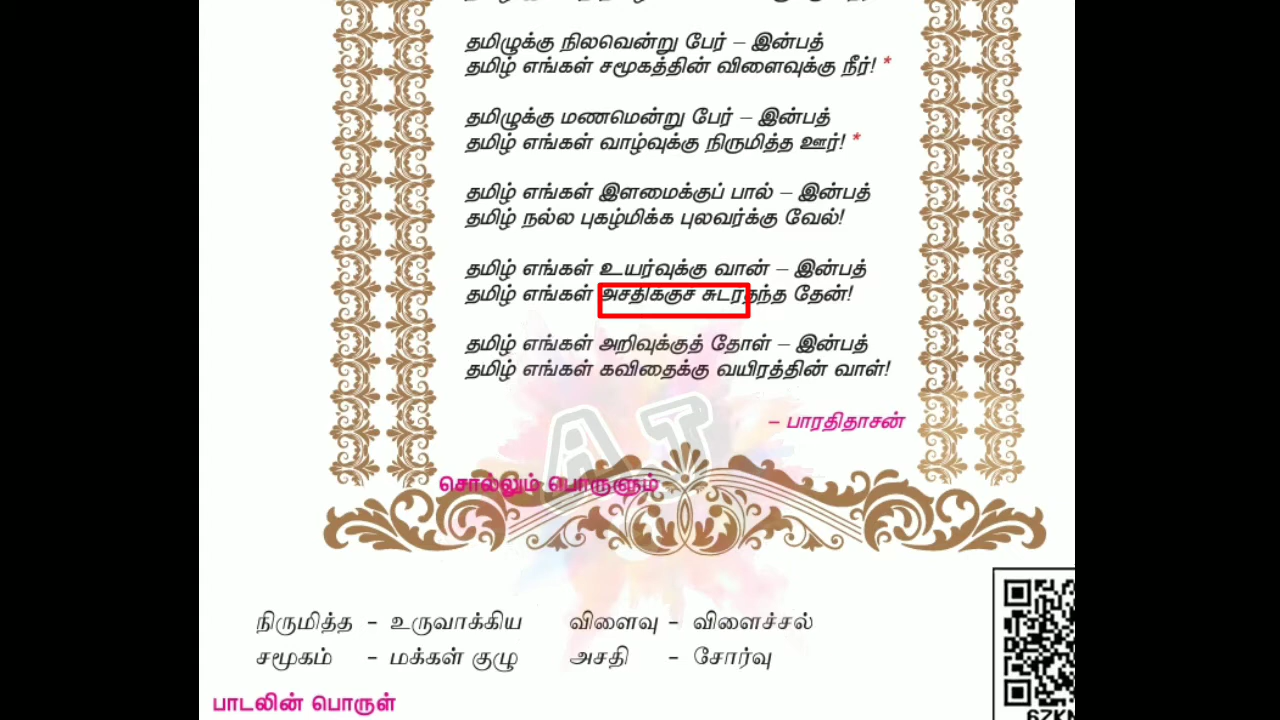 தமிழுக்கு நிலவென்று பேர் – இன்பத்
தமிழ் எங்கள் சமூகத்தின் விளைவுக்கு நீர்! *
தமிழுக்கு மணமென்று பேர் – இன்பத்
தமிழ் எங்கள் வாழ்வுக்கு நிருமித்த ஊர்! *
தமிழ் எங்கள் இளமைக்குப் பால் – இன்பத்
தமிழ் நல்ல புகழ்மிக்க புலவர்க்கு வேல்!
தமிழ் எங்கள் உயர்வுக்கு வான் – இன்பத்
தமிழ் எங்கள் அசதிக்குச் சுடர்தந்த தேன்!
தமிழ் எங்கள் அறிவுக்குத் தோள் – இன்பத்
தமிழ் எங்கள் கவிதைக்கு வயிரத்தின் வாள்!
– பாரதிதாசன்
AJ
சொல்லும் பொருளும்
நிருமித்த - உருவாக்கிய விளைவு - விளைச்சல்
சமூகம் - மக்கள் குழு அசதி - சோர்வு
பாடலின் பொருள்